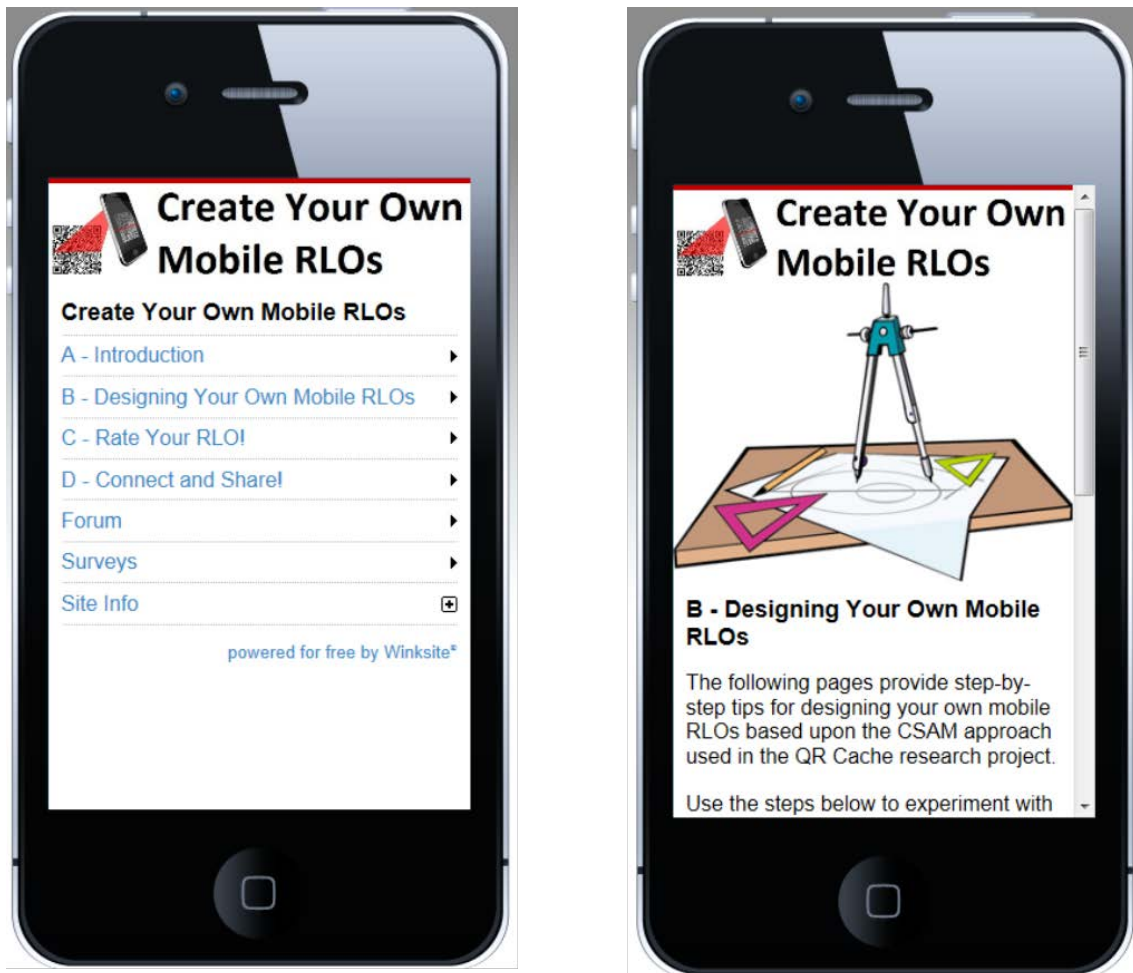 Create Your Own
Mobile RLOs
Create Your Own Mobile RLOs
A - Introduction
B - Designing Your Own Mobile RLOs
C - Rate Your RLO!
D - Connect and Share!
Forum
Surveys
Site Info
powered for free by Winksite®
Create Your Own
Mobile RLOs
B - Designing Your Own Mobile
RLOs
The following pages provide step-by-
step tips for designing your own mobile
RLOs based upon the CSAM approach
used in the QR Cache research project.
Use the steps below to experiment with